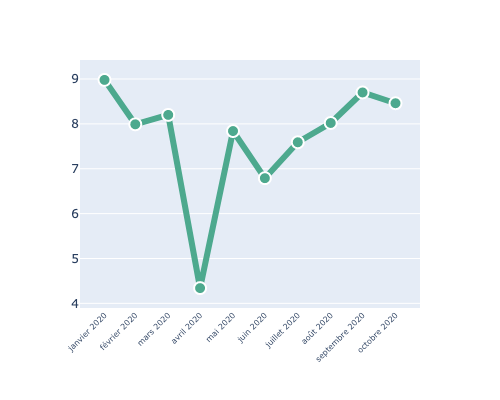 9
8
7
6
5
4
janvier 2020
février 2020
mars 2020
avril 2020
mai 2020
juin 2020
juillet 2020
août 2020
septembre 2020
octobre 2020